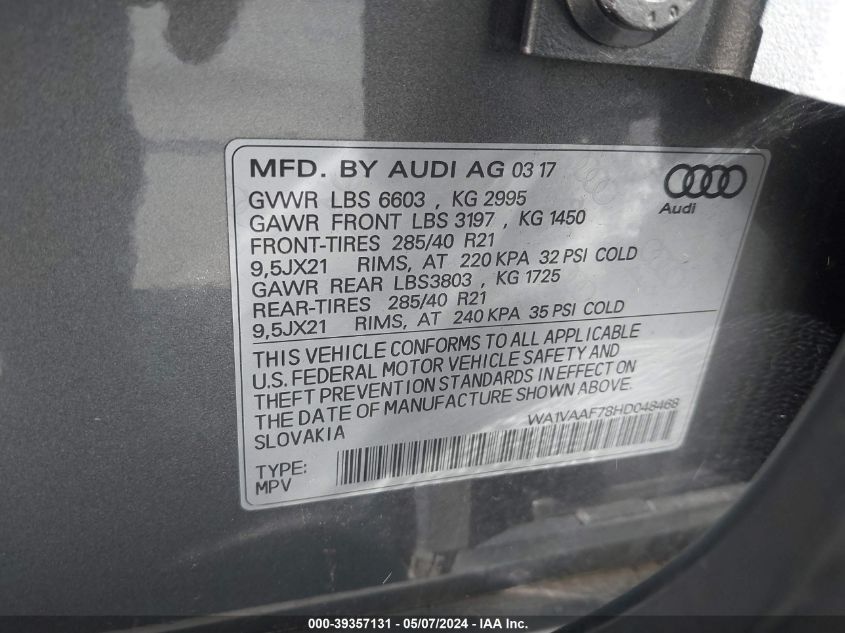 10
MFD. BY AUDI AG 03 17
Audi
GVWR LBS 6603 , KG 2995
GAWR FRONT LBS 3197 , KG 1450
FRONT-TIRES 285/40 R21
9,5JX21 RIMS, AT 220 KPA 32 PSI COLD
GAWR REAR LBS3803 , KG 1725
REAR-TIRES 285/40 R21
9,5JX21 RIMS, AT 240 KPA 35 PSI COLD
THIS VEHICLE CONFORMS TO ALL APPLICABLE
U.S. FEDERAL MOTOR VEHICLE SAFETY AND
THEFT PREVENTION STANDARDS IN EFFECT ON
THE DATE OF MANUFACTURE SHOWN ABOVE.
SLOVAKIA
WA1VAAF78HD048468
TYPE:
MPV
000-39357131 - 05/07/2024 - IAA Inc.